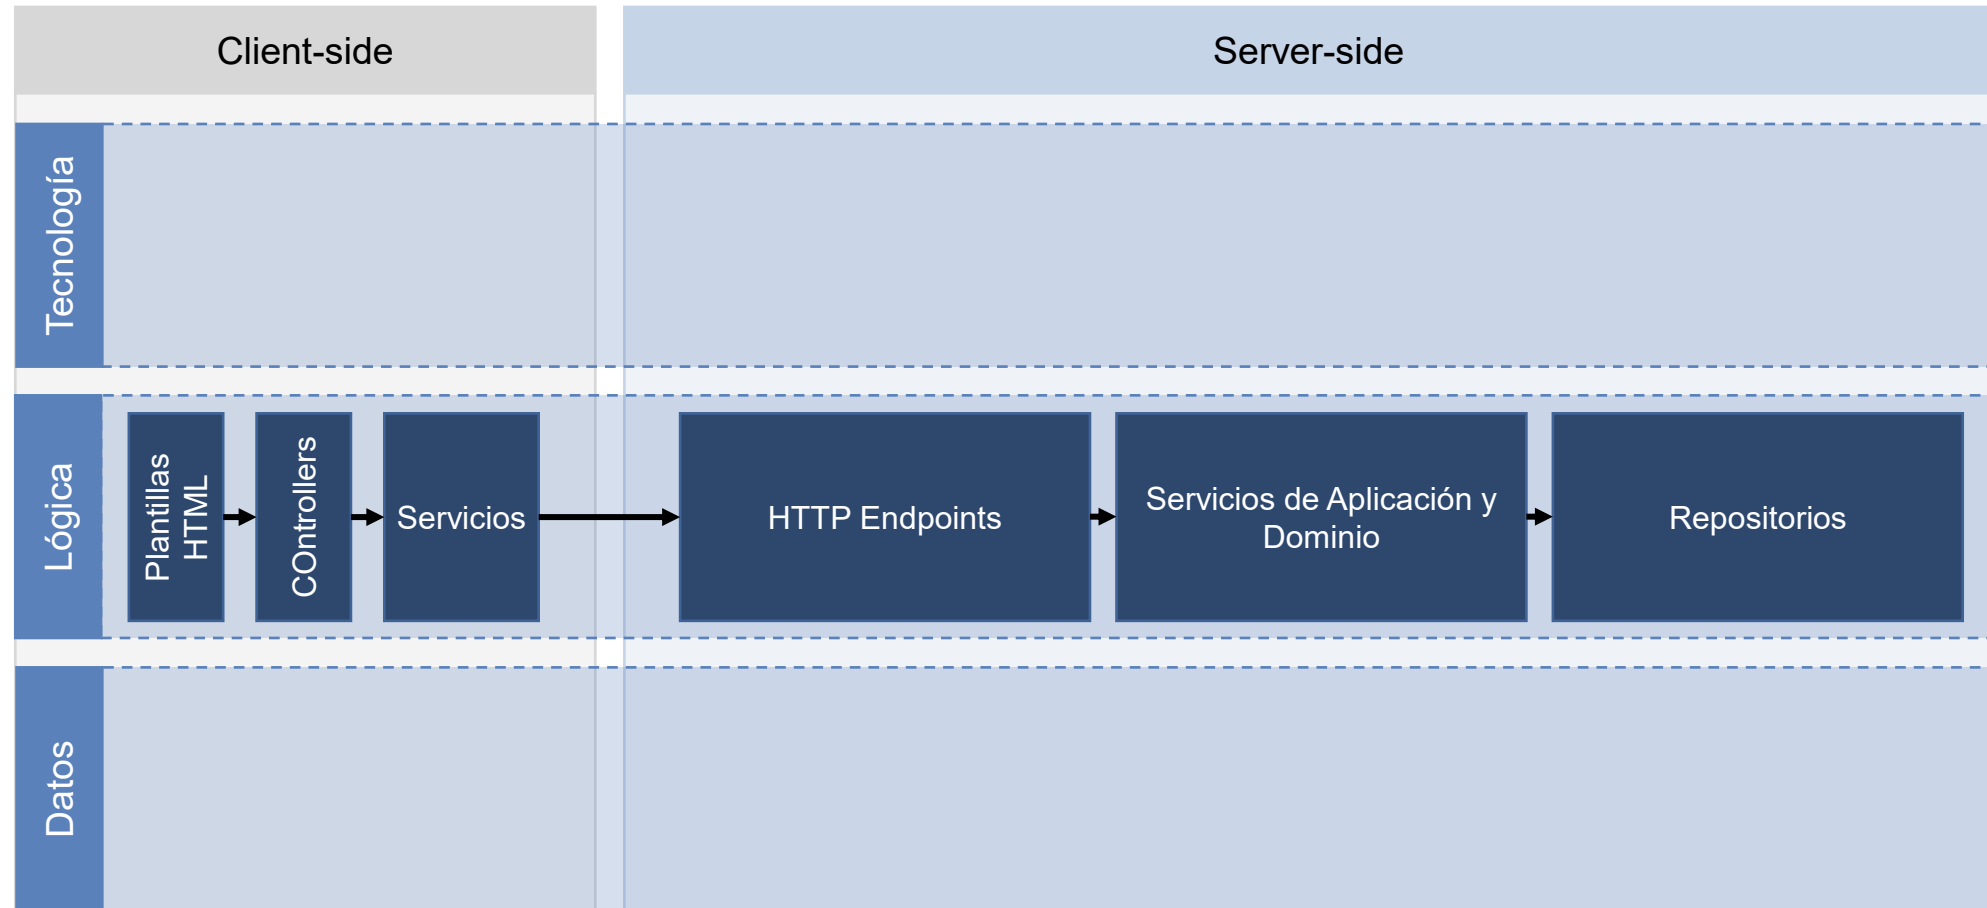 Client-side
Server-side
Tecnología
Lógica
Plantillas
HTML
COntrollers
Servicios
HTTP Endpoints
Servicios de Aplicación y
Dominio
Repositorios
Datos